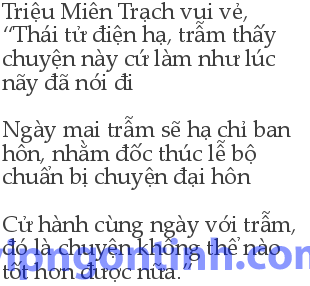 Triệu Miên Trạch vui vẻ,
“Thái tử điện hạ, trẫm thấy
chuyện này cứ làm như lúc
nãy đã nói đi
Ngày mai trẫm sẽ hạ chỉ ban
hôn, nhằm đốc thúc lễ bộ
chuẩn bị chuyện đại hôn
Cử hành cùng ngày với trẫm,
đó là chuyện không thể nào
tốt hơn được nữa.”
vipngontinh.com